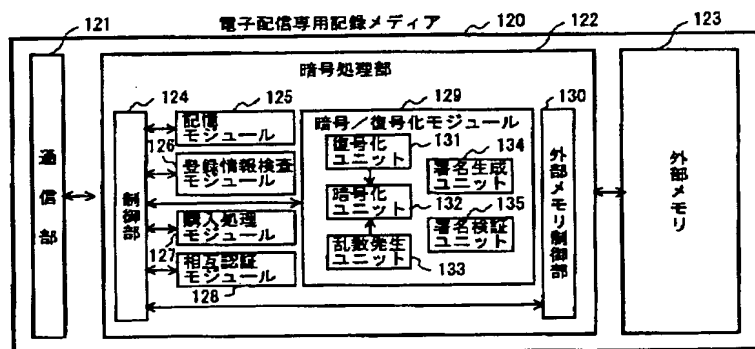 電子配信専用記録メディア
120
121
122
123
暗号処理部
124
125
129
130
通信部
制御部
記憶
モジュール
126
登録情報検査
モジュール
購入処理
モジュール
127
相互認証
モジュール
128
暗号／復号化モジュール
復号化
ユニット
131
暗号化
ユニット
132
乱数発生
ユニット
133
134
署名生成
ユニット
135
署名検証
ユニット
外部メモリ制御部
外部メモリ